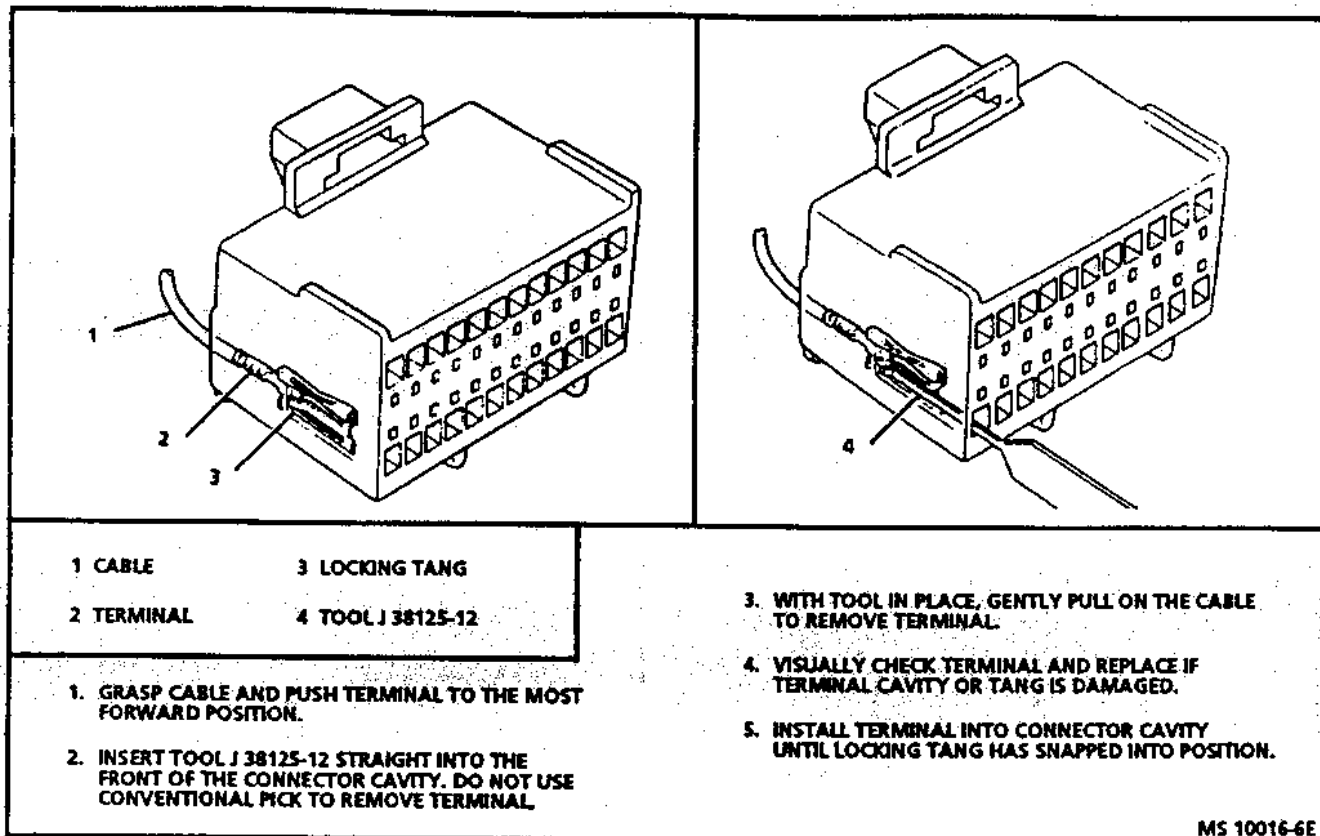 1
2
3
4
1 CABLE
3 LOCKING TANG
2 TERMINAL
4 TOOL J 38125-12
1. GRASP CABLE AND PUSH TERMINAL TO THE MOST
FORWARD POSITION.
2. INSERT TOOL J 38125-12 STRAIGHT INTO THE
FRONT OF THE CONNECTOR CAVITY. DO NOT USE
CONVENTIONAL PICK TO REMOVE TERMINAL.
3. WITH TOOL IN PLACE, GENTLY PULL ON THE CABLE
TO REMOVE TERMINAL.
4. VISUALLY CHECK TERMINAL AND REPLACE IF
TERMINAL CAVITY OR TANG IS DAMAGED.
5. INSTALL TERMINAL INTO CONNECTOR CAVITY
UNTIL LOCKING TANG HAS SNAPPED INTO POSITION.
MS 10016-6E